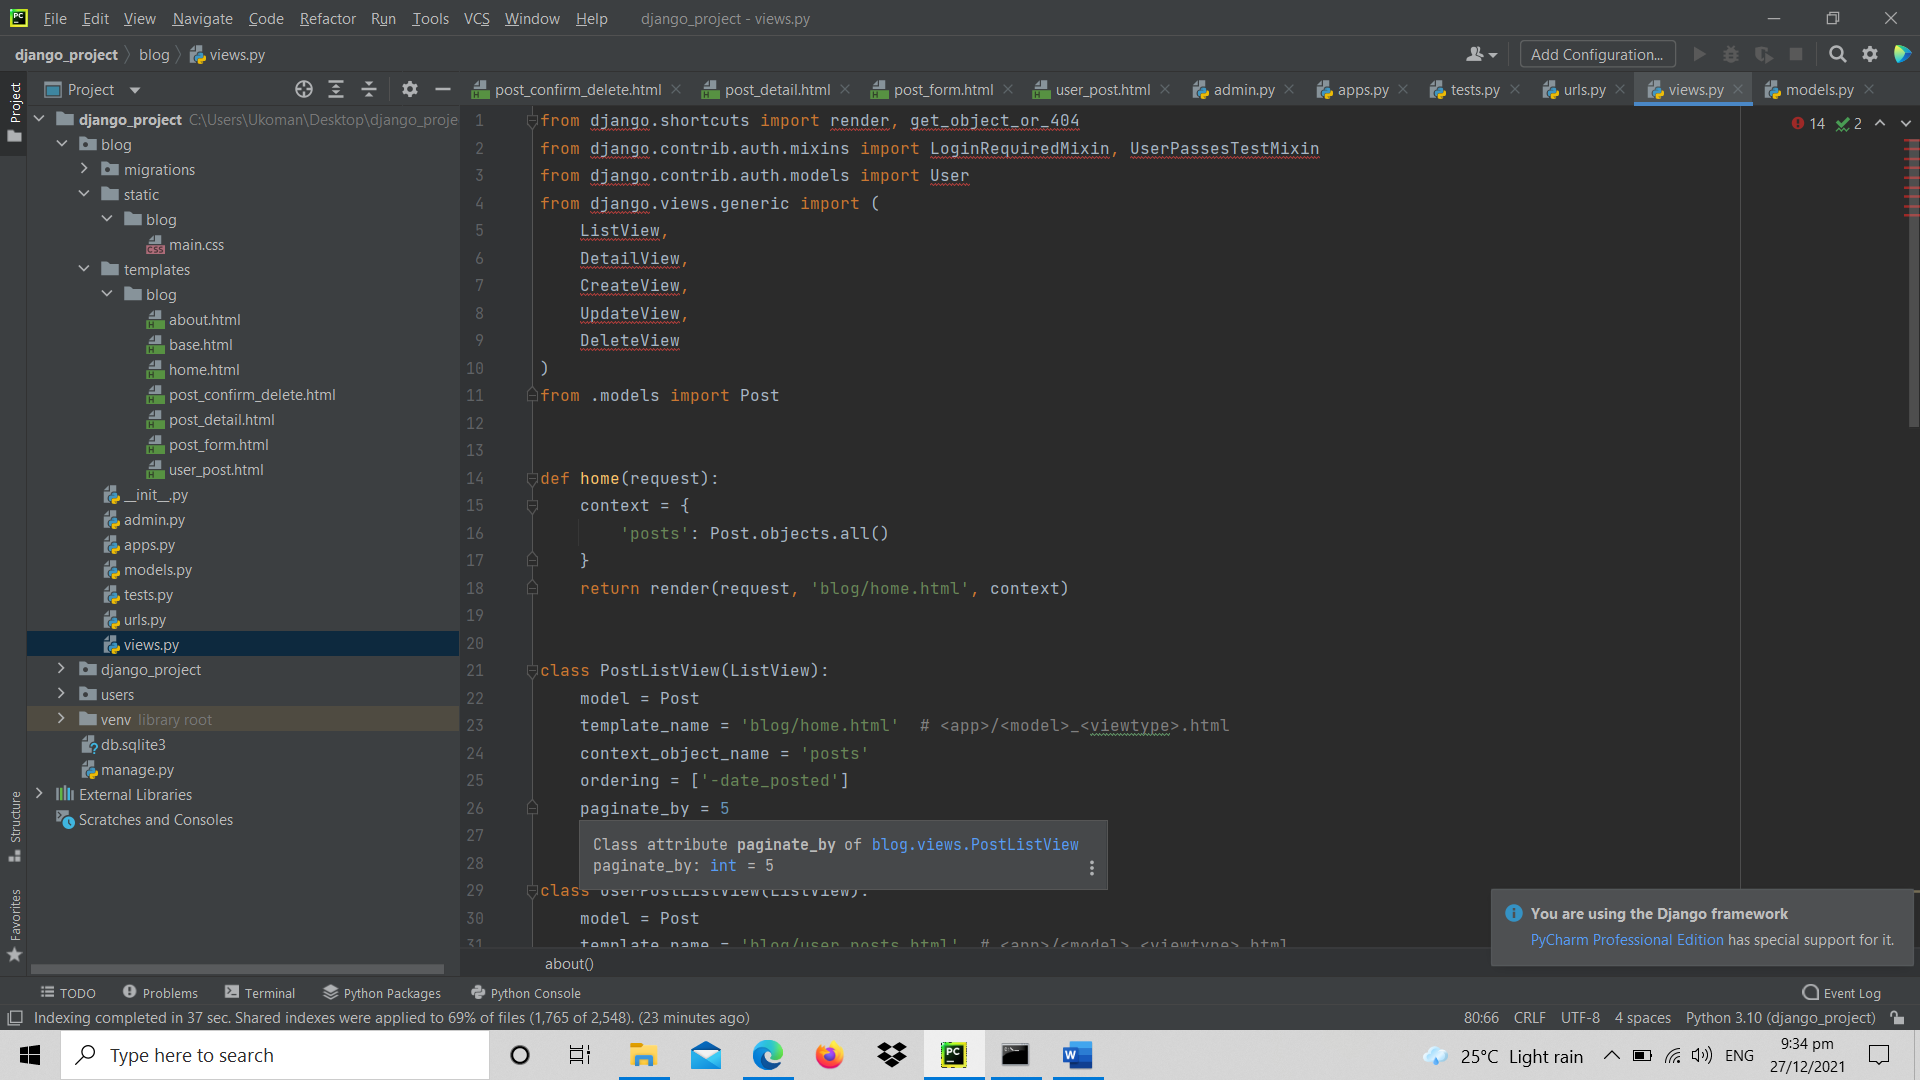 File Edit View Navigate Code Refactor Run Tools VCS Window Help django_project - views.py
django_project blog views.py Add Configuration...
Project
Project
post_confirm_delete.html post_detail.html post_form.html user_post.html admin.py apps.py tests.py urls.py views.py models.py
django_project C:\Users\Ukoman\Desktop\django_proje
blog
migrations
static
blog
main.css
templates
blog
about.html
base.html
home.html
post_confirm_delete.html
post_detail.html
post_form.html
user_post.html
__init__.py
admin.py
apps.py
models.py
tests.py
urls.py
views.py
django_project
users
venv library root
db.sqlite3
manage.py
External Libraries
Scratches and Consoles
Structure
Favorites
14 2
1 from django.shortcuts import render, get_object_or_404
2 from django.contrib.auth.mixins import LoginRequiredMixin, UserPassesTestMixin
3 from django.contrib.auth.models import User
4 from django.views.generic import (
5 ListView,
6 DetailView,
7 CreateView,
8 UpdateView,
9 DeleteView
10 )
11 from .models import Post
12
13
14 def home(request):
15 context = {
16 'posts': Post.objects.all()
17 }
18 return render(request, 'blog/home.html', context)
19
20
21 class PostListView(ListView):
22 model = Post
23 template_name = 'blog/home.html' # <app>/<model>_<viewtype>.html
24 context_object_name = 'posts'
25 ordering = ['-date_posted']
26 paginate_by = 5
27
28
Class attribute paginate_by of blog.views.PostListView
paginate_by: int = 5
29 class UserPostListView(ListView):
30 model = Post
31 template_name = 'blog/user_posts.html' # <app>/<model>_<viewtype>.html
about()
You are using the Django framework
PyCharm Professional Edition has special support for it.
TODO Problems Terminal Python Packages Python Console Event Log
Indexing completed in 37 sec. Shared indexes were applied to 69% of files (1,765 of 2,548). (23 minutes ago) 80:66 CRLF UTF-8 4 spaces Python 3.10 (django_project)
Type here to search
25°C Light rain ENG
9:34 pm
27/12/2021